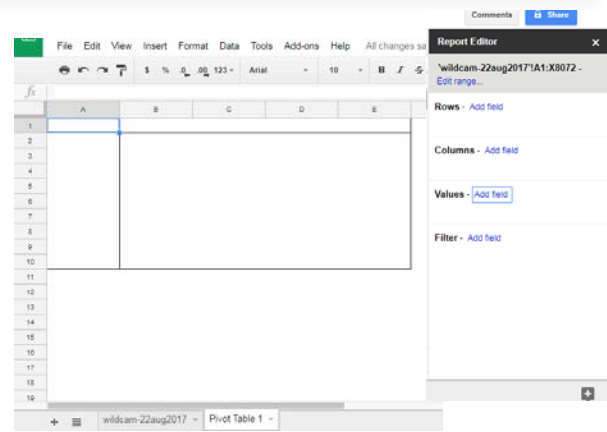 Comments Share
File Edit View Insert Format Data Tools Add-ons Help All changes sa
$ % .0 .00 123 - Arial - 10 - B I S
fx
A B C D E
1
2
3
4
5
6
7
8
9
10
11
12
13
14
15
16
17
18
19
+ wildcam-22aug2017 Pivot Table 1
Report Editor x
'wildcam-22aug2017'!A1:X8072 -
Edit range...
Rows - Add field
Columns - Add field
Values - Add field
Filter - Add field